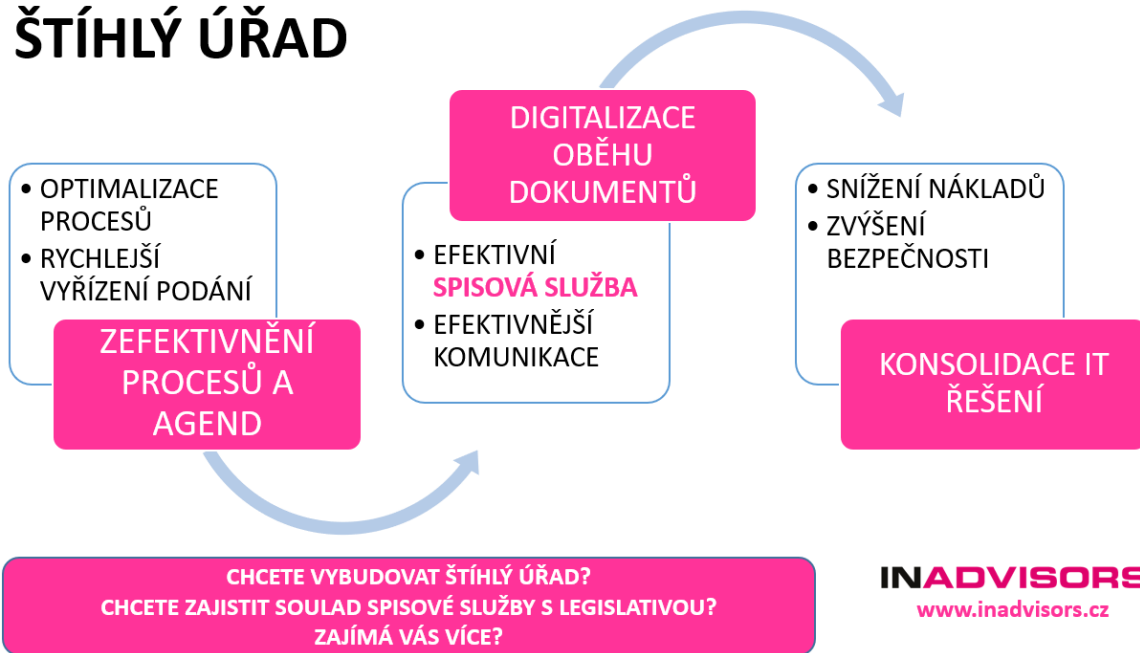 ŠTÍHLÝ ÚŘAD
• OPTIMALIZACE
PROCESŮ
• RYCHLEJŠÍ
VYŘÍZENÍ PODÁNÍ
ZEFEKTIVNĚNÍ
PROCESŮ A
AGEND
DIGITALIZACE
OBĚHU
DOKUMENTŮ
• EFEKTIVNÍ
SPISOVÁ SLUŽBA
• EFEKTIVNĚJŠÍ
KOMUNIKACE
• SNÍŽENÍ NÁKLADŮ
• ZVÝŠENÍ
BEZPEČNOSTI
KONSOLIDACE IT
ŘEŠENÍ
CHCETE VYBUDOVAT ŠTÍHLÝ ÚŘAD?
CHCETE ZAJISTIT SOULAD SPISOVÉ SLUŽBY S LEGISLATIVOU?
ZAJÍMÁ VÁS VÍCE?
INADVISORS
www.inadvisors.cz